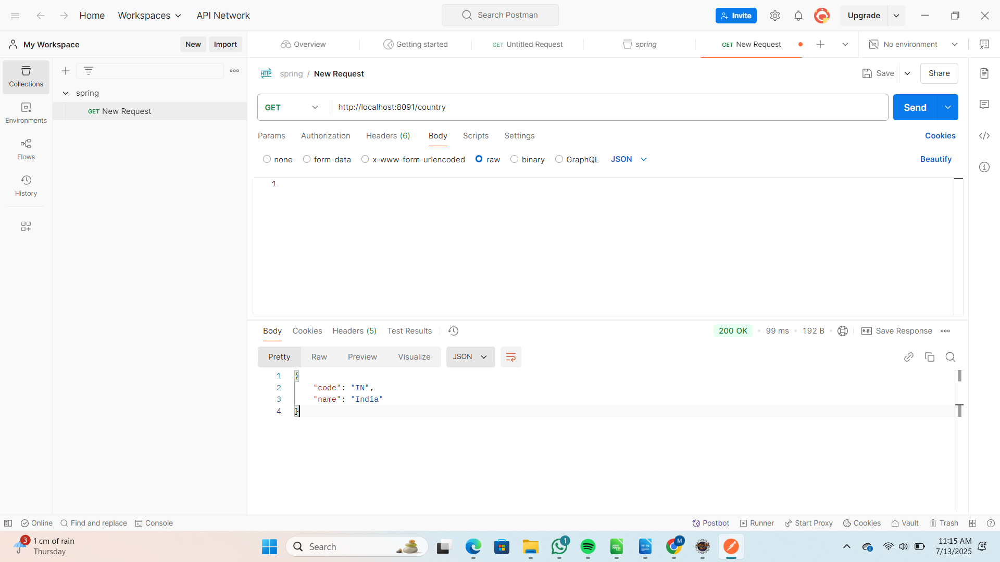 Home Workspaces API Network Search Postman Invite Upgrade
My Workspace New Import Overview Getting started GET Untitled Request spring GET New Request No environment
Collections
Environments
Flows
History
spring
GET New Request
HTTP spring / New Request Save Share
GET http://localhost:8091/country Send
Params Authorization Headers (6) Body Scripts Settings Cookies
none form-data x-www-form-urlencoded raw binary GraphQL JSON Beautify
1
Body Cookies Headers (5) Test Results 200 OK 99 ms 192 B e.g. Save Response
Pretty Raw Preview Visualize JSON
1 {
2 "code": "IN",
3 "name": "India"
4 }
Online Find and replace Console Postbot Runner Start Proxy Cookies Vault Trash
3 1 cm of rain
Thursday
Search
1
M
11:15 AM
7/13/2025